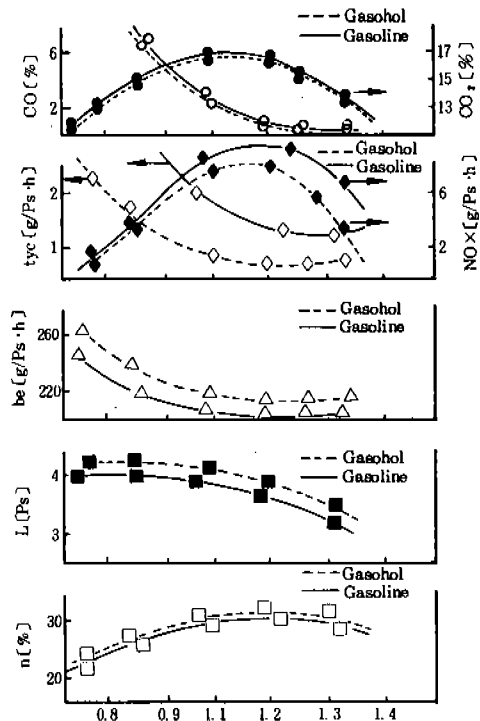 Gasohol
Gasoline
CO[%]
6
2
17
15
13
11
CO₂[%]
Gasohol
Gasoline
tyc[g/Ps·h]
2
1
6
2
NO×[g/Ps·h]
Gasohol
Gasoline
be[g/Ps·h]
260
220
Gasohol
Gasoline
L[Ps]
4
3
Gasohol
Gasoline
n[%]
30
20
0.8
0.9
1.1
1.2
1.3
1.4